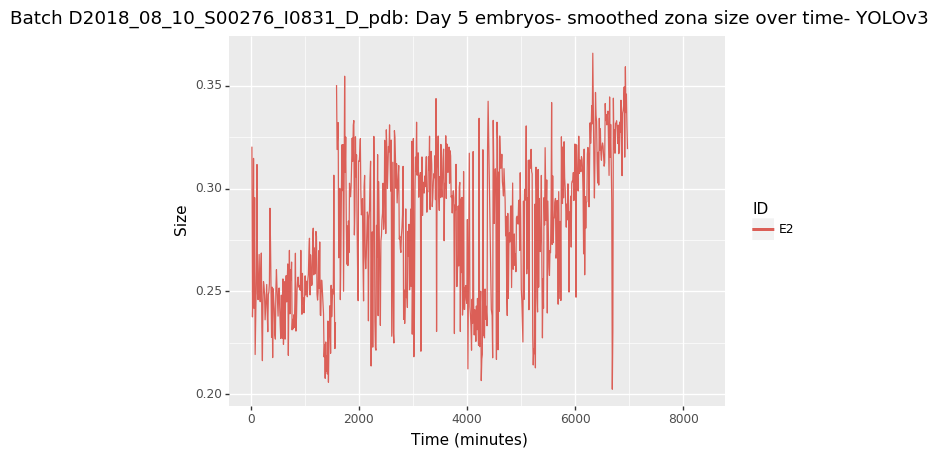 Batch D2018_08_10_S00276_I0831_D_pdb: Day 5 embryos- smoothed zona size over time- YOLOv3
0.35
0.30
0.25
0.20
Size
0 2000 4000 6000 8000
Time (minutes)
ID
E2